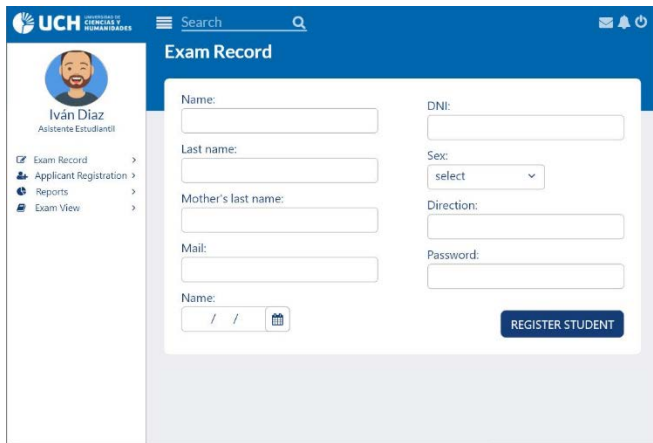 UCH UNIVERSIDAD DE
CIENCIAS Y
HUMANIDADES
Search
Exam Record
Iván Diaz
Asistente Estudiantil
Exam Record
Applicant Registration
Reports
Exam View
Name:
Last name:
Mother's last name:
Mail:
Name:
/ /
DNI:
Sex:
select
Direction:
Password:
REGISTER STUDENT